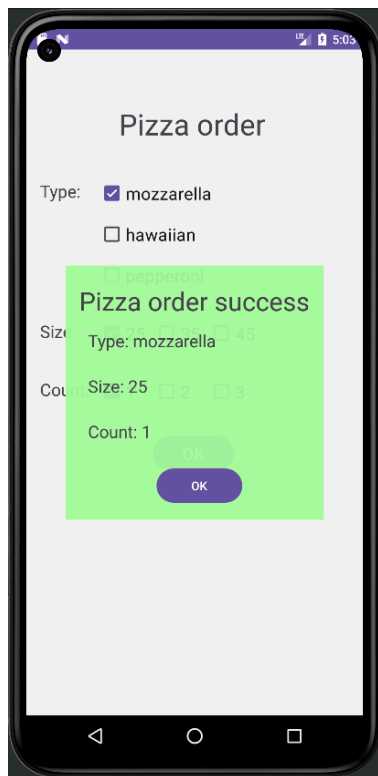 5:03
Pizza order
Type: mozzarella
hawaiian
pepperoni
Pizza order success
Size: 25 35 45
Type: mozzarella
Size: 25
Count 1 2 3
Count: 1
OK
OK